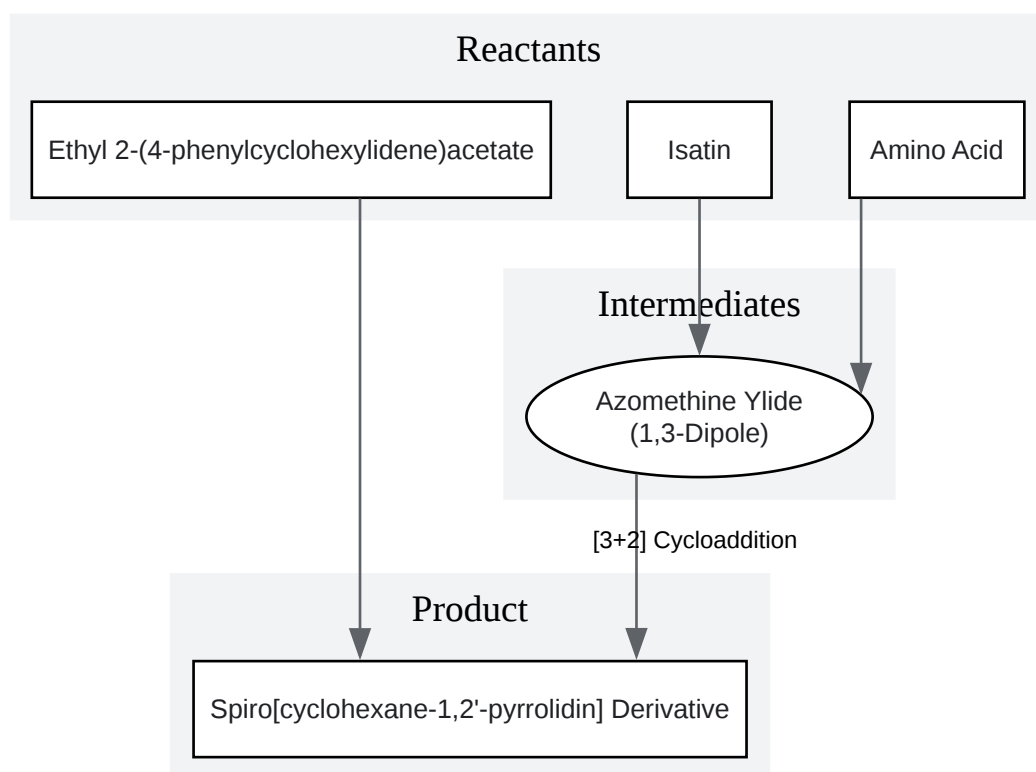 Reactants
Ethyl 2-(4-phenylcyclohexylidene)acetate
Isatin
Amino Acid
Intermediates
Azomethine Ylide
(1,3-Dipole)
[3+2] Cycloaddition
Product
Spiro[cyclohexane-1,2'-pyrrolidin] Derivative